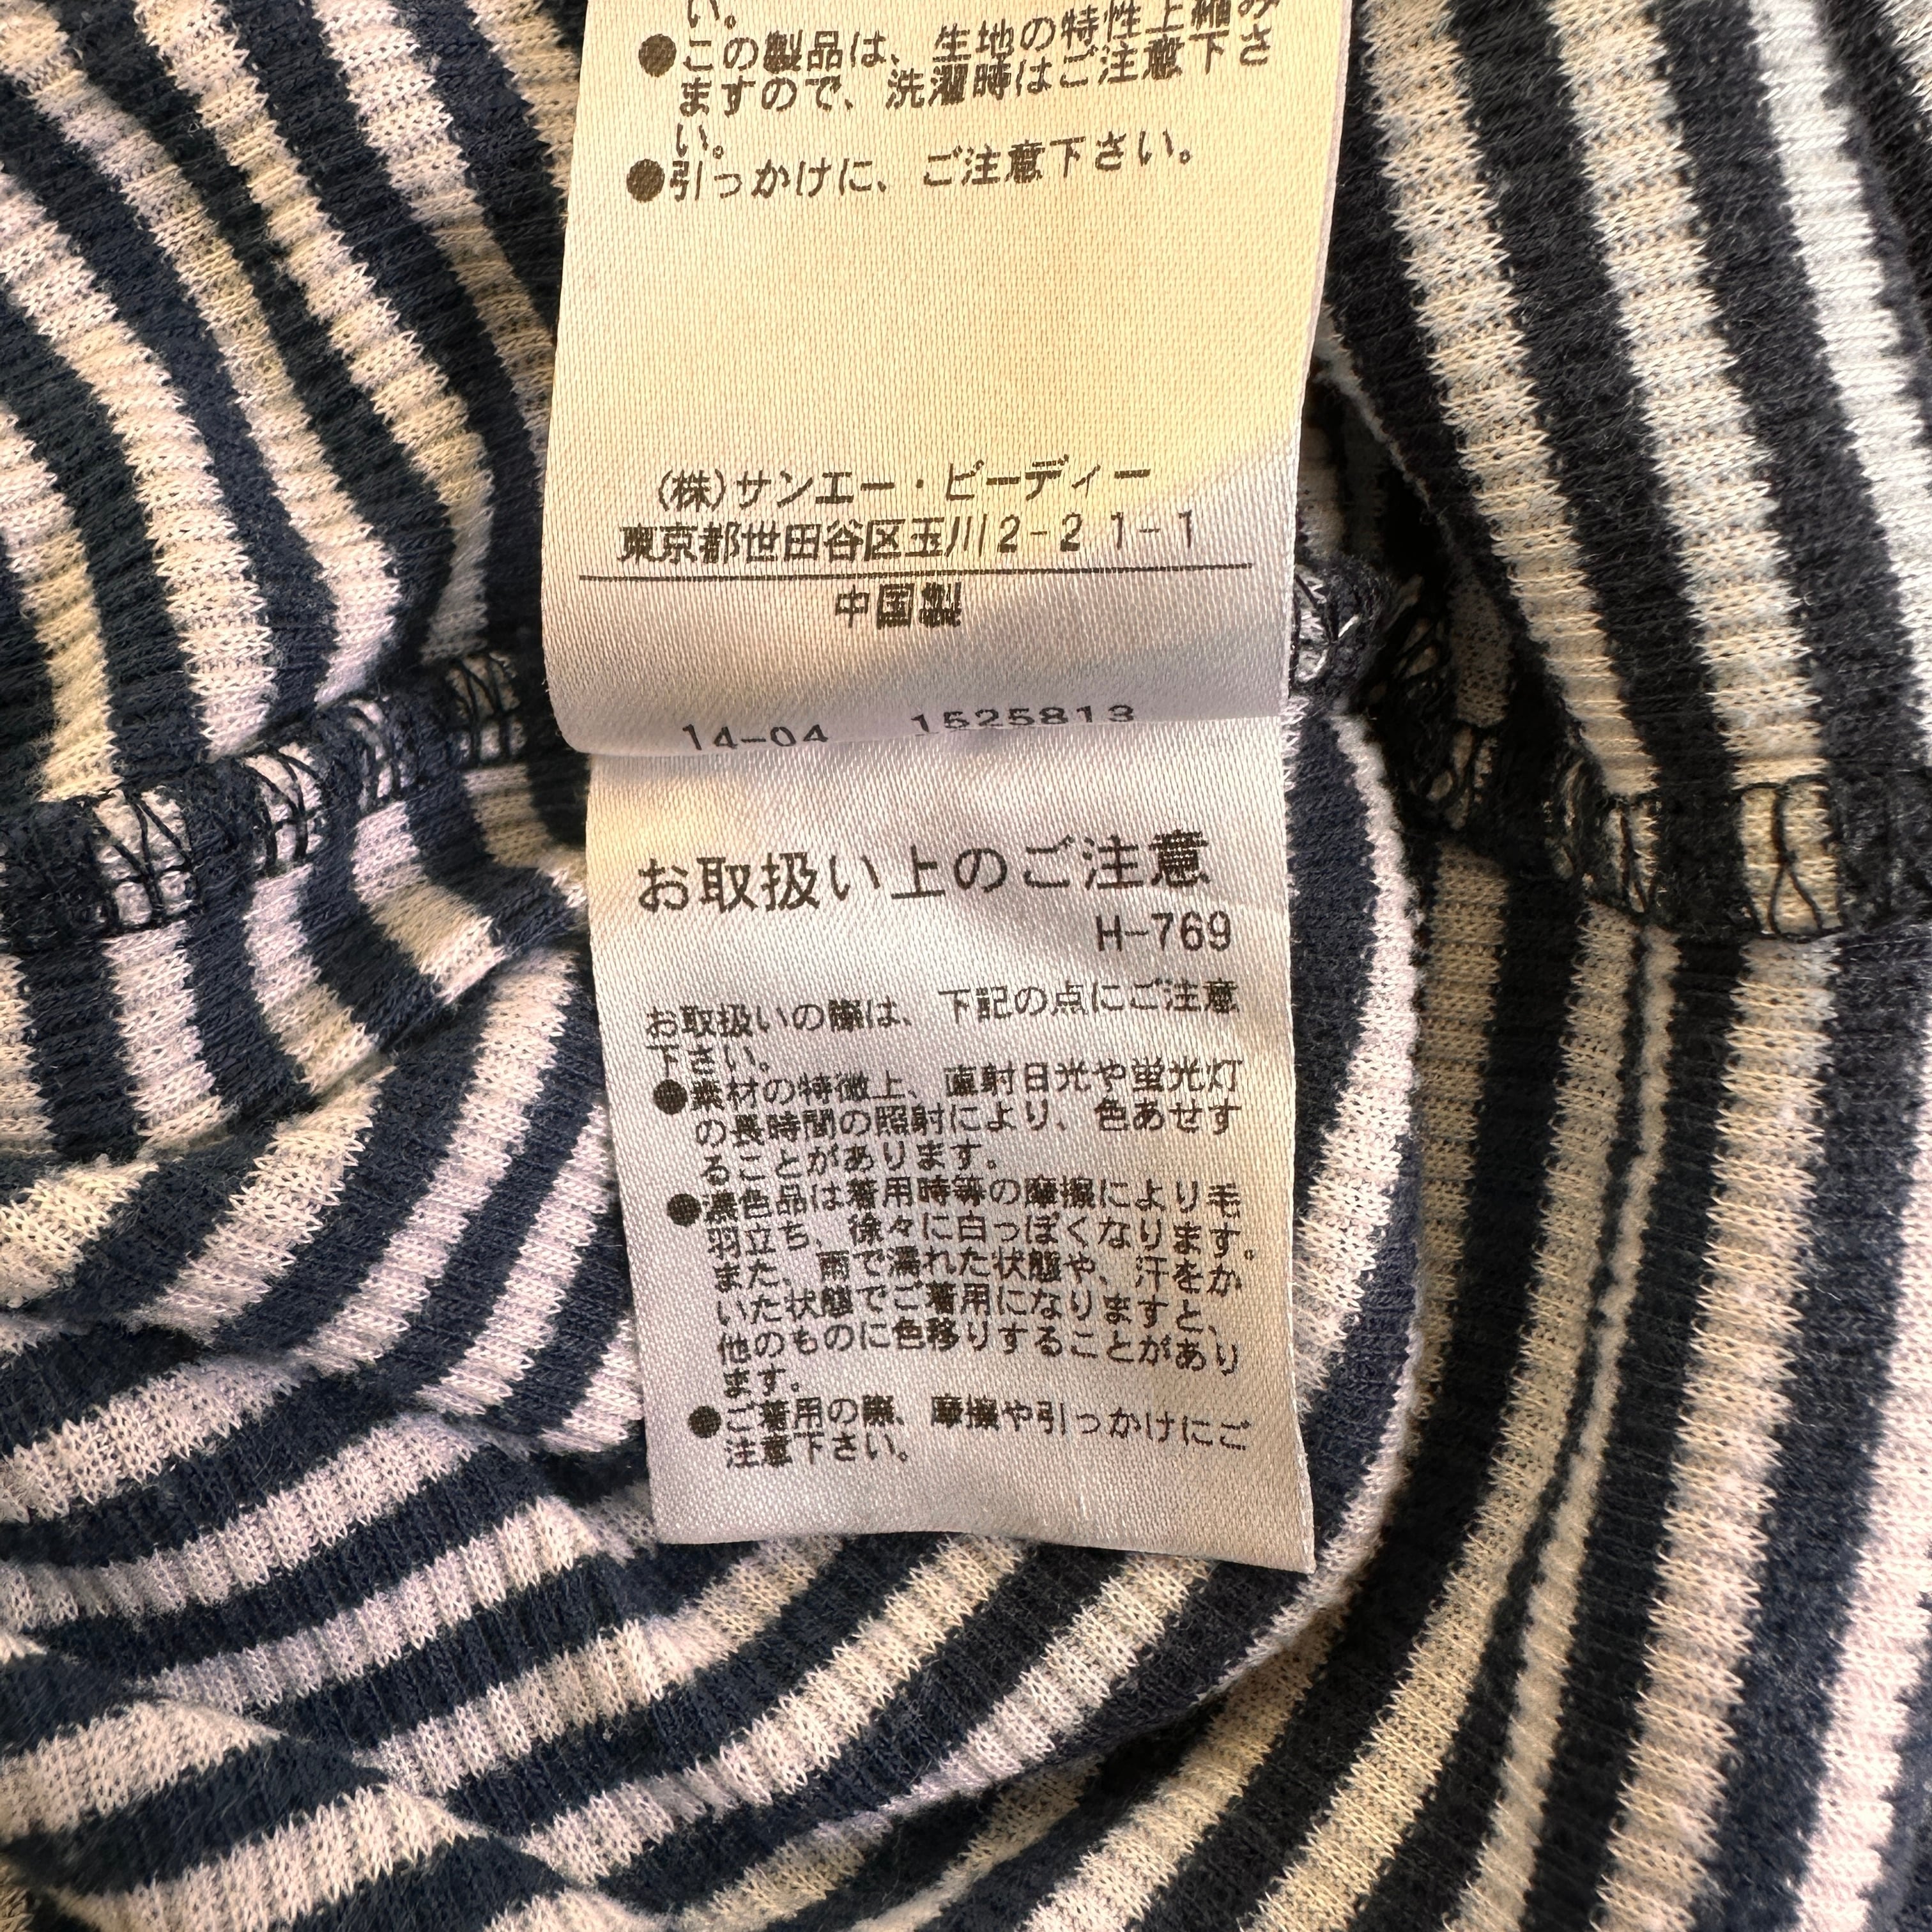 い。
●この製品は、生地の特性上縮み
ますので、洗濯時はご注意下さ
い。
●引っかけに、ご注意下さい。
(株)サンエー・ビーディー
東京都世田谷区玉川2-21-1
中国製
14-04 1525813
お取扱い上のご注意
H-769
お取扱いの際は、下記の点にご注意
下さい。
●素材の特徴上、直射日光や蛍光灯
の長時間の照射により、色あせす
ることがあります。
●濃色品は着用時等の摩擦により毛
羽立ち、徐々に白っぽくなります。
また、雨で濡れた状態や、汗をか
いた状態でご着用になりますと、
他のものに色移りすることがあり
ます。
●ご着用の際、摩擦や引っかけにご
注意下さい。